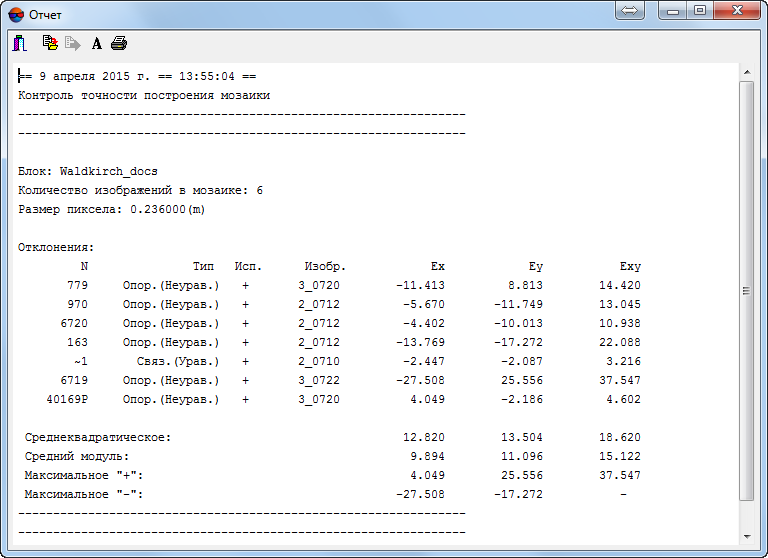 Отчет
A
== 9 апреля 2015 г. == 13:55:04 ==
Контроль точности построения мозаики
----------------------------------------------------------------
----------------------------------------------------------------
Блок: Waldkirch_docs
Количество изображений в мозаике: 6
Размер пиксела: 0.236000(m)
Отклонения:
N Тип Исп. Изобр. Ex Ey Exy
779 Опор.(Неурав.) + 3_0720 -11.413 8.813 14.420
970 Опор.(Неурав.) + 2_0712 -5.670 -11.749 13.045
6720 Опор.(Неурав.) + 2_0712 -4.402 -10.013 10.938
163 Опор.(Неурав.) + 2_0712 -13.769 -17.272 22.088
~1 Связ.(Урав.) + 2_0710 -2.447 -2.087 3.216
6719 Опор.(Неурав.) + 3_0722 -27.508 25.556 37.547
40169P Опор.(Неурав.) + 3_0720 4.049 -2.186 4.602
Среднеквадратическое: 12.820 13.504 18.620
Средний модуль: 9.894 11.096 15.122
Максимальное "+": 4.049 25.556 37.547
Максимальное "-": -27.508 -17.272 -
----------------------------------------------------------------
----------------------------------------------------------------